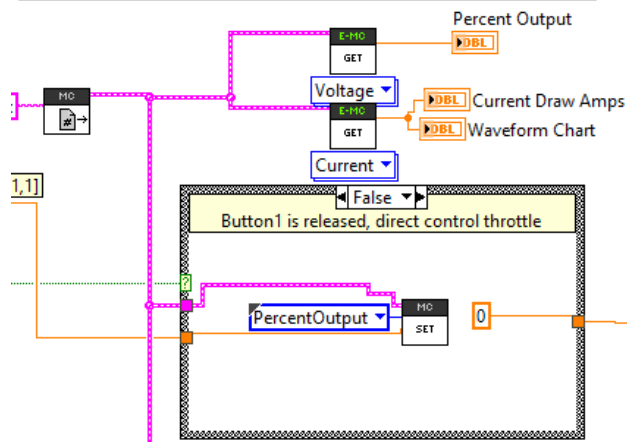 Percent Output
E-MC
GET
DBL
Voltage
MC
#
E-MC
GET
DBL
Current Draw Amps
DBL
Waveform Chart
Current
1,1]
False
Button1 is released, direct control throttle
?
MC
SET
PercentOutput
0